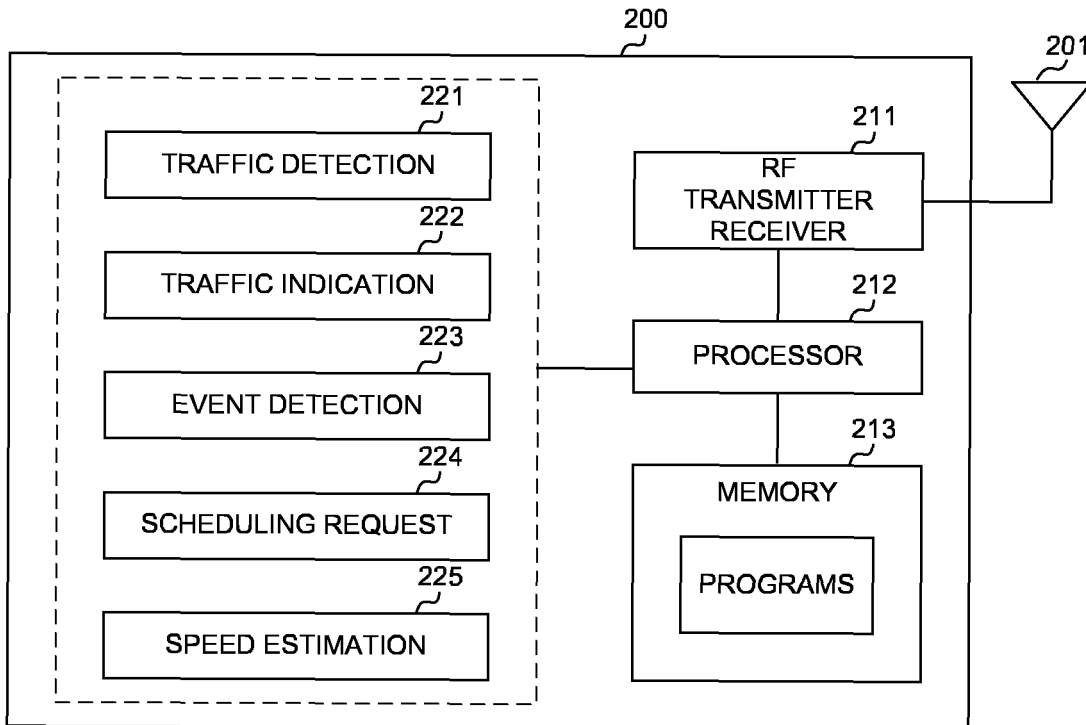 200
201
221
TRAFFIC DETECTION
222
TRAFFIC INDICATION
223
EVENT DETECTION
224
SCHEDULING REQUEST
225
SPEED ESTIMATION
211
RF
TRANSMITTER
RECEIVER
212
PROCESSOR
213
MEMORY
PROGRAMS